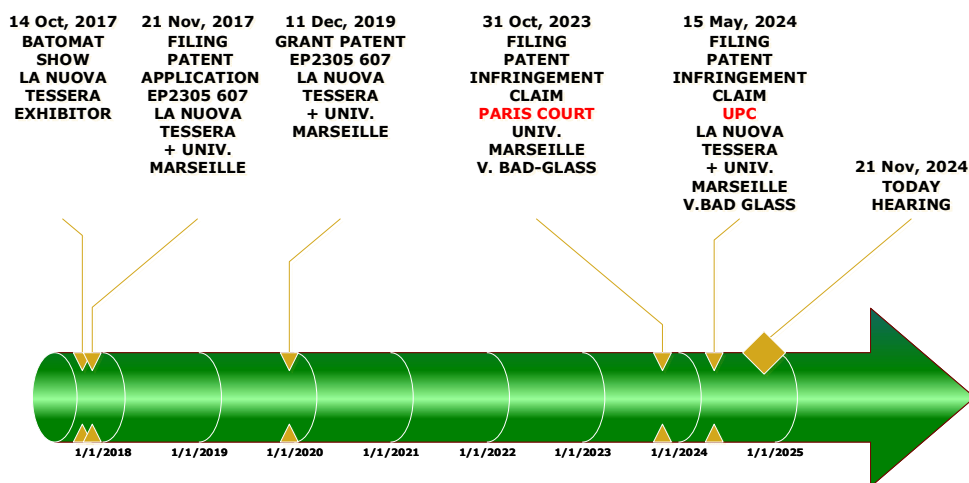 14 Oct, 2017
BATOMAT
SHOW
LA NUOVA
TESSERA
EXHIBITOR
21 Nov, 2017
FILING
PATENT
APPLICATION
EP2305 607
LA NUOVA
TESSERA
+ UNIV.
MARSEILLE
11 Dec, 2019
GRANT PATENT
EP2305 607
LA NUOVA
TESSERA
+ UNIV.
MARSEILLE
31 Oct, 2023
FILING
PATENT
INFRINGEMENT
CLAIM
PARIS COURT
UNIV.
MARSEILLE
V. BAD-GLASS
15 May, 2024
FILING
PATENT
INFRINGEMENT
CLAIM
UPC
LA NUOVA
TESSERA
+ UNIV.
MARSEILLE
V.BAD GLASS
21 Nov, 2024
TODAY
HEARING
1/1/2018
1/1/2019
1/1/2020
1/1/2021
1/1/2022
1/1/2023
1/1/2024
1/1/2025